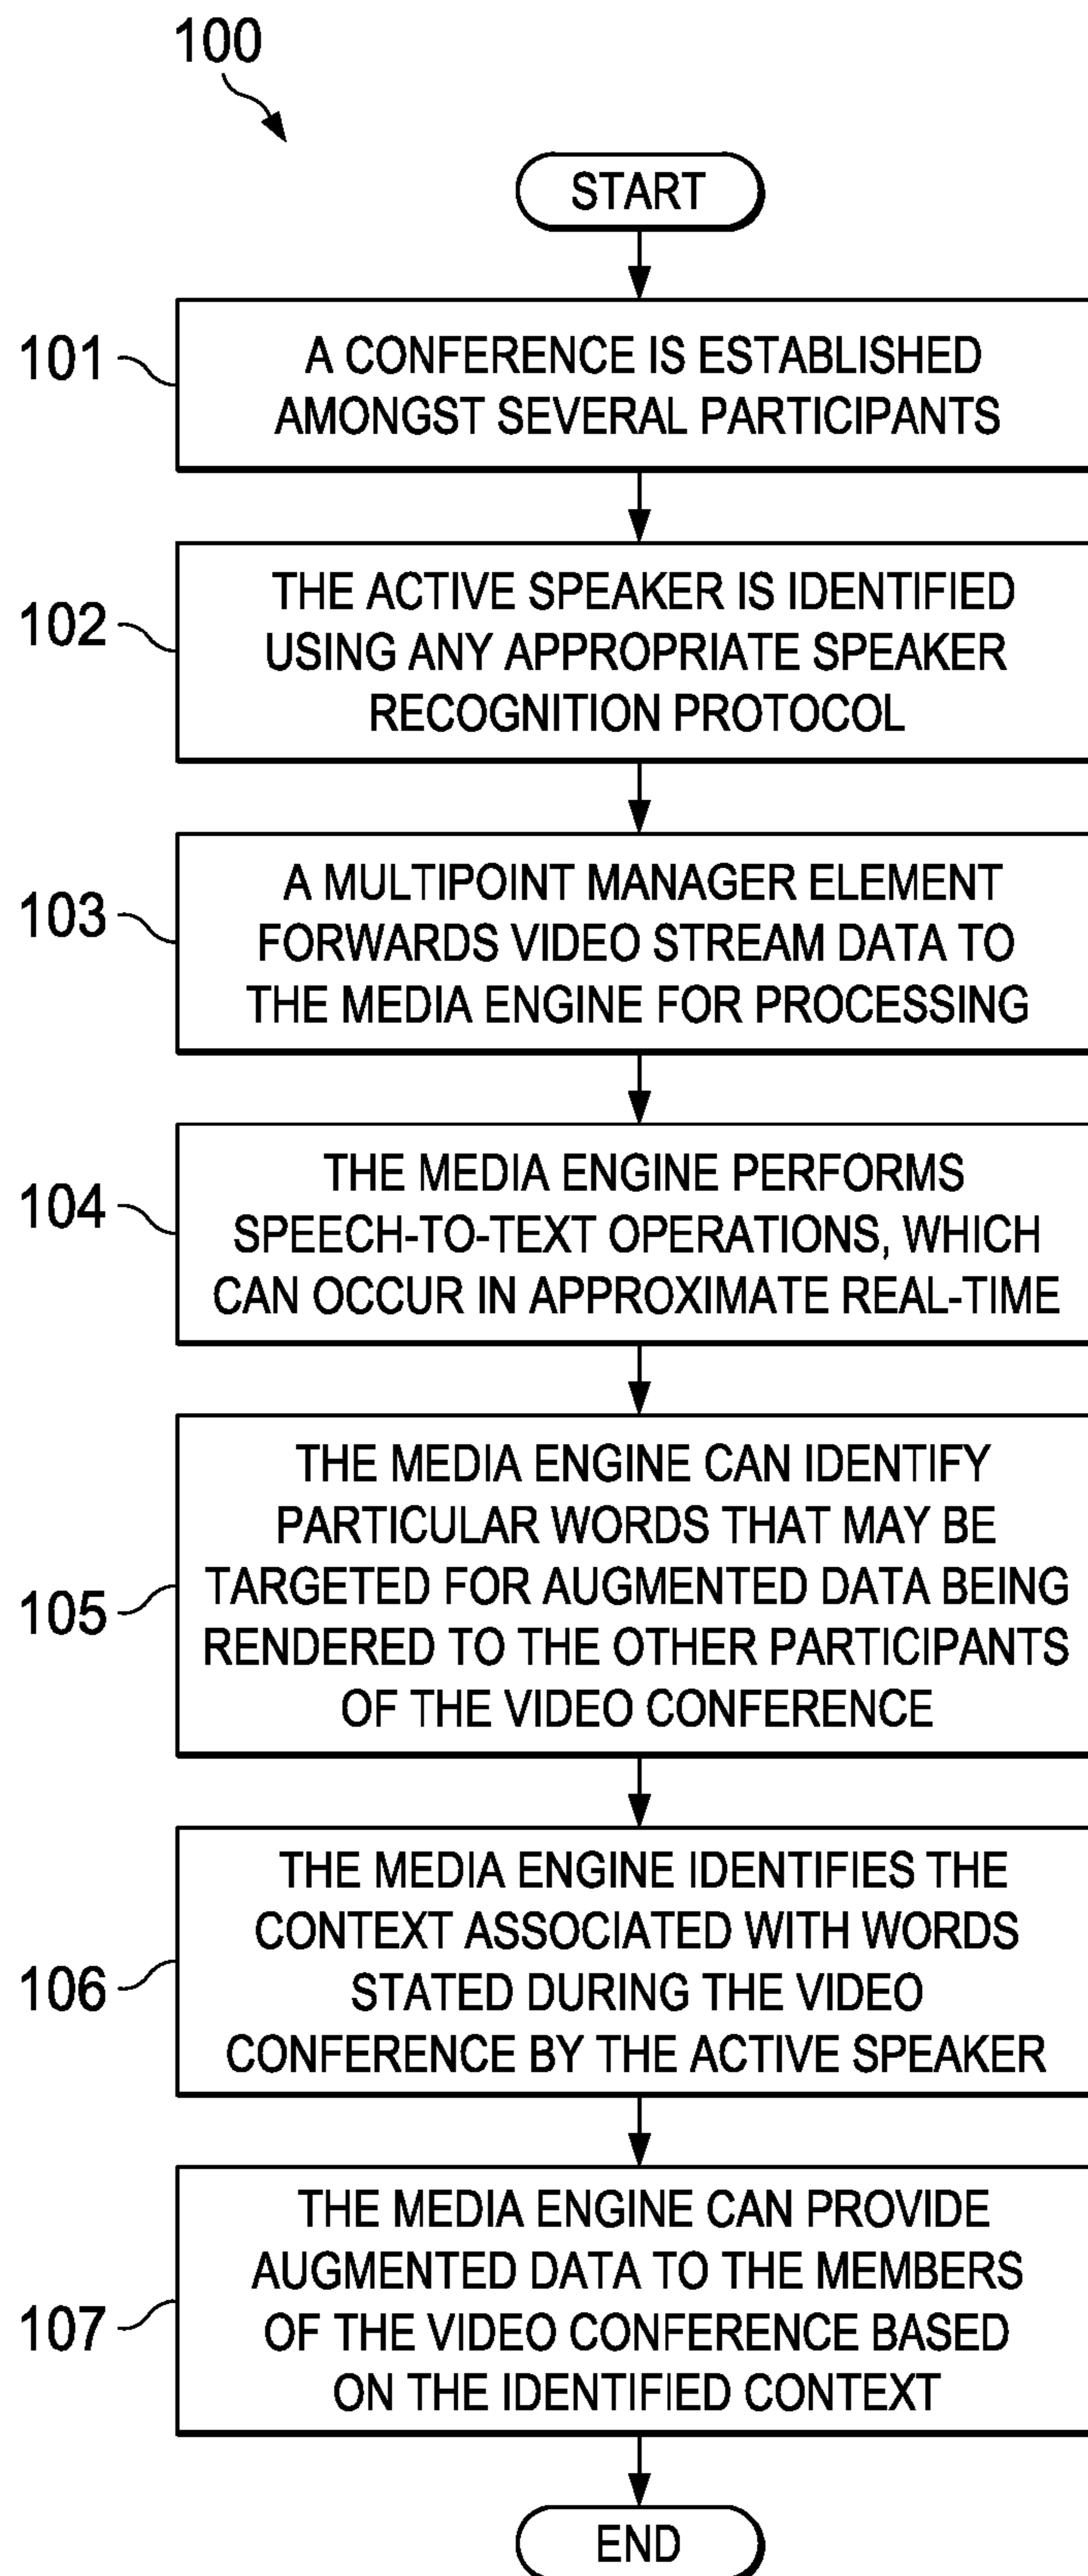 100
START
101
A CONFERENCE IS ESTABLISHED
AMONGST SEVERAL PARTICIPANTS
102
THE ACTIVE SPEAKER IS IDENTIFIED
USING ANY APPROPRIATE SPEAKER
RECOGNITION PROTOCOL
103
A MULTIPOINT MANAGER ELEMENT
FORWARDS VIDEO STREAM DATA TO
THE MEDIA ENGINE FOR PROCESSING
104
THE MEDIA ENGINE PERFORMS
SPEECH-TO-TEXT OPERATIONS, WHICH
CAN OCCUR IN APPROXIMATE REAL-TIME
105
THE MEDIA ENGINE CAN IDENTIFY
PARTICULAR WORDS THAT MAY BE
TARGETED FOR AUGMENTED DATA BEING
RENDERED TO THE OTHER PARTICIPANTS
OF THE VIDEO CONFERENCE
106
THE MEDIA ENGINE IDENTIFIES THE
CONTEXT ASSOCIATED WITH WORDS
STATED DURING THE VIDEO
CONFERENCE BY THE ACTIVE SPEAKER
107
THE MEDIA ENGINE CAN PROVIDE
AUGMENTED DATA TO THE MEMBERS
OF THE VIDEO CONFERENCE BASED
ON THE IDENTIFIED CONTEXT
END